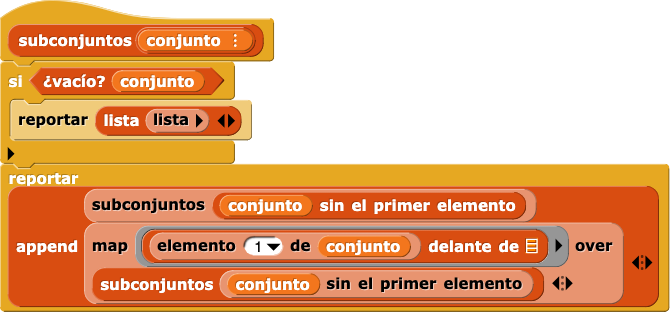 subconjuntos conjunto
si ¿vacío? conjunto
reportar lista lista
reportar
subconjuntos conjunto sin el primer elemento
append map elemento 1 de conjunto delante de over
subconjuntos conjunto sin el primer elemento